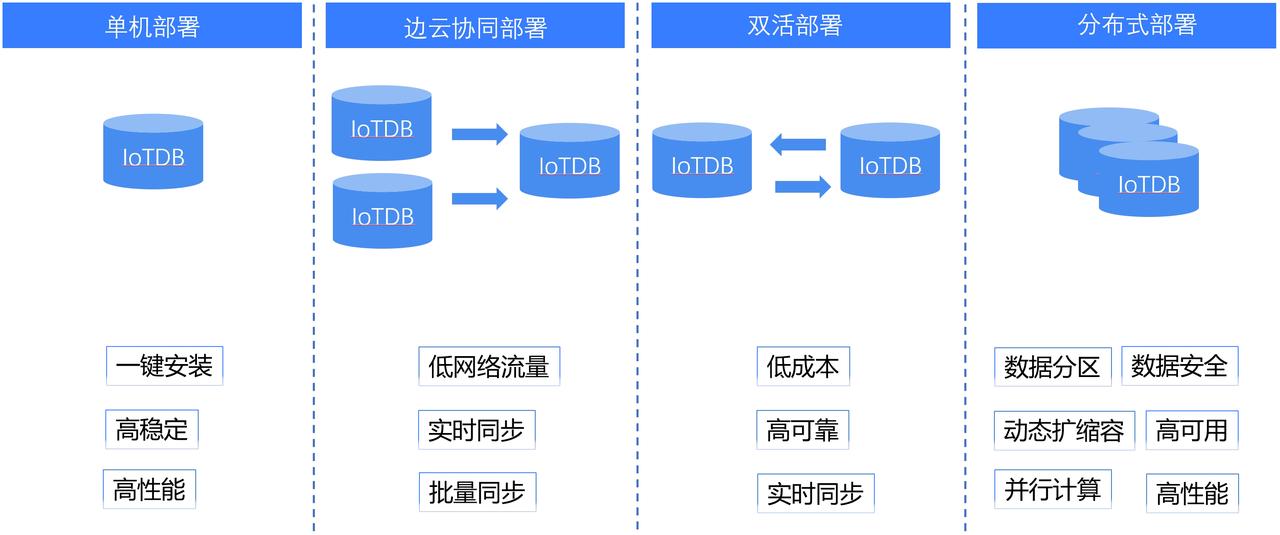 单机部署
IoTDB
一键安装
高稳定
高性能
边云协同部署
IoTDB
IoTDB
IoTDB
低网络流量
实时同步
批量同步
双活部署
IoTDB
IoTDB
低成本
高可靠
实时同步
分布式部署
IoTDB
数据分区
数据安全
动态扩缩容
高可用
并行计算
高性能